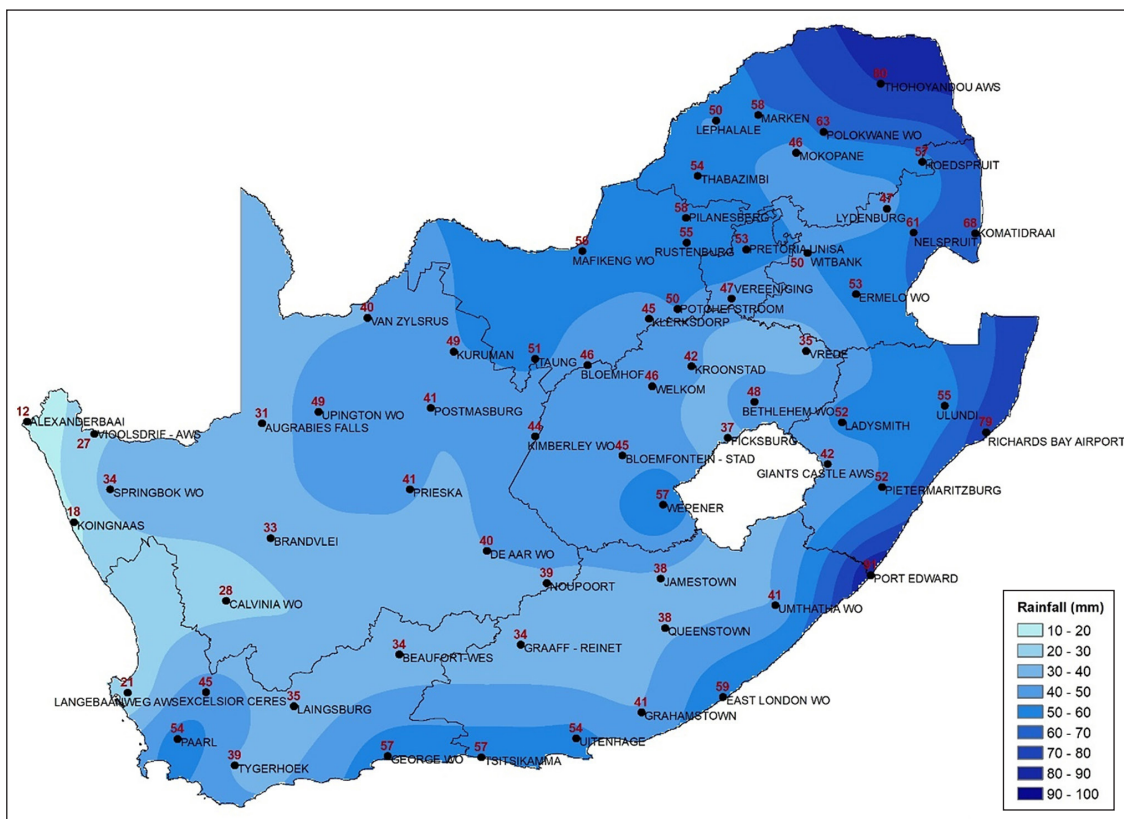 THOHOYANDOU AWS
58
MARKEN
50
LEPHALALE
63
POLOKWANE WO
46
MOKOPANE
57
HOEDSPRUIT
54
THABAZIMBI
47
LYDENBURG
58
PILANESBERG
61
NELSPRUIT
68
KOMATIDRAAI
55
RUSTENBURG
53
PRETORIA UNISA
MAFIKENG WO
50
WITBANK
53
ERMELO WO
47
VEREENIGING
50
POTCHEFSTROOM
45
KLERKSDORP
40
VAN ZYLSRUS
49
KURUMAN
51
TAUNG
46
BLOEMHOF
42
KROONSTAD
35
VREDE
46
WELKOM
48
BETHLEHEM WO
52
LADYSMITH
55
ULUNDI
79
RICHARDS BAY AIRPORT
12
ALEXANDERBAAI
27
VIOOLSDRIF - AWS
31
AUGRABIES FALLS
49
UPINGTON WO
41
POSTMASBURG
44
KIMBERLEY WO
45
BLOEMFONTEIN - STAD
37
FICKSBURG
42
GIANTS CASTLE AWS
52
PIETERMARITZBURG
34
SPRINGBOK WO
41
PRIESKA
57
WEPENER
18
KOINGNAAS
33
BRANDVLEI
40
DE AAR WO
39
NOUPOORT
38
JAMESTOWN
PORT EDWARD
28
CALVINIA WO
41
UMTHATHA WO
38
QUEENSTOWN
34
BEAUFORT-WES
34
GRAAFF - REINET
21
LANGEBAANWEG AWS
45
EXCELSIOR CERES
35
LAINGSBURG
41
GRAHAMSTOWN
59
EAST LONDON WO
54
PAARL
39
TYGERHOEK
57
GEORGE WO
57
TSITSIKAMMA
54
UITENHAGE
Rainfall (mm)
10 - 20
20 - 30
30 - 40
40 - 50
50 - 60
60 - 70
70 - 80
80 - 90
90 - 100